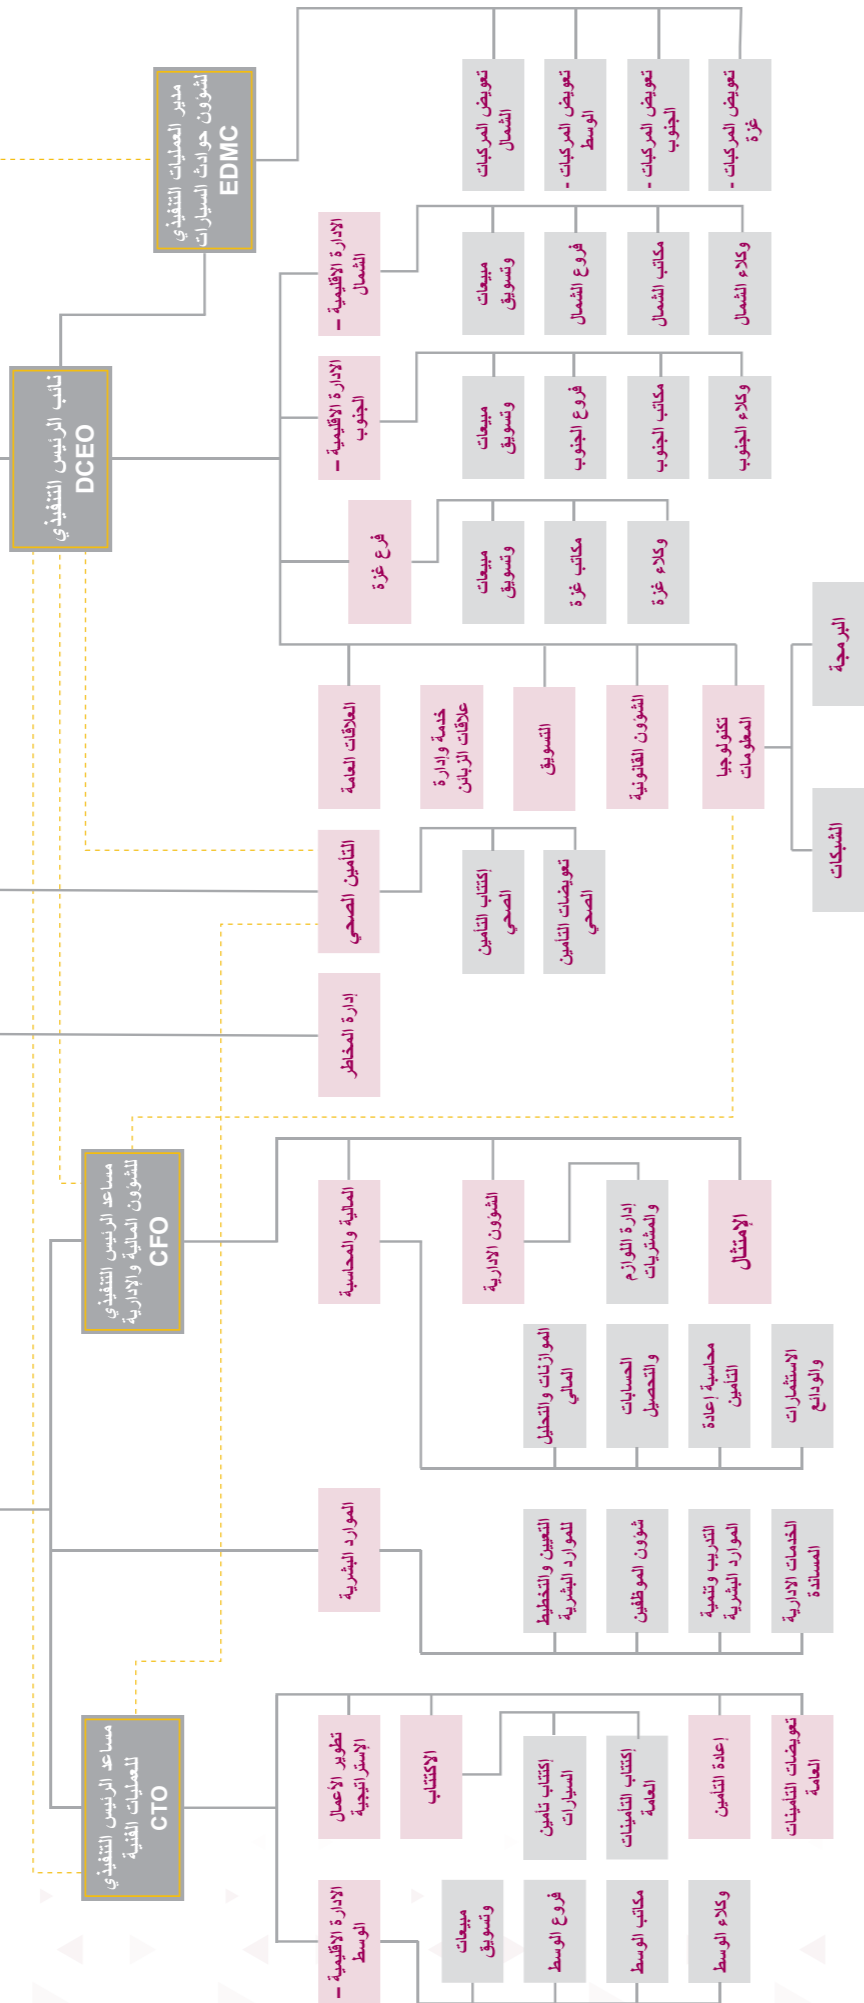 مدير العمليات التنفيذي
لشؤون حوادث السيارات
EDMC
تعويض المركبات
الشمال
تعويض المركبات -
الوسط
تعويض المركبات -
الجنوب
تعويض المركبات -
غزة
نائب الرئيس التنفيذي
DCEO
الادارة الاقليمية –
الشمال
مبيعات
وتسويق
فروع الشمال
مكاتب الشمال
وكلاء الشمال
الادارة الاقليمية –
الجنوب
مبيعات
وتسويق
فروع الجنوب
مكاتب الجنوب
وكلاء الجنوب
فرع غزة
مبيعات
وتسويق
مكاتب غزة
وكلاء غزة
العلاقات العامة
خدمة وإدارة
علاقات الزبائن
التسويق
الشؤون القانونية
تكنولوجيا
المعلومات
البرمجة
الشبكات
التأمين الصحي
إكتتاب التأمين
الصحي
تعويضات التأمين
الصحي
إدارة المخاطر
مساعد الرئيس التنفيذي
للشؤون المالية والإدارية
CFO
المالية والمحاسبة
الشؤون الادارية
إدارة اللوازم
والمشتريات
الإمتثال
الموازنات والتحليل
المالي
الحسابات
والتحصيل
محاسبة إعادة
التأمين
الاستثمارات
والودائع
الموارد البشرية
التعيين والتخطيط
للموارد البشرية
شؤون الموظفين
التدريب وتنمية
الموارد البشرية
الخدمات الادارية
المساندة
مساعد الرئيس التنفيذي
للعمليات الفنية
CTO
تطوير الأعمال
الإستراتيجية
الاكتتاب
إكتتاب تأمين
السيارات
إكتتاب التأمينات
العامة
إعادة التأمين
تعويضات التأمينات
العامة
الادارة الاقليمية –
الوسط
مبيعات
وتسويق
فروع الوسط
مكاتب الوسط
وكلاء الوسط